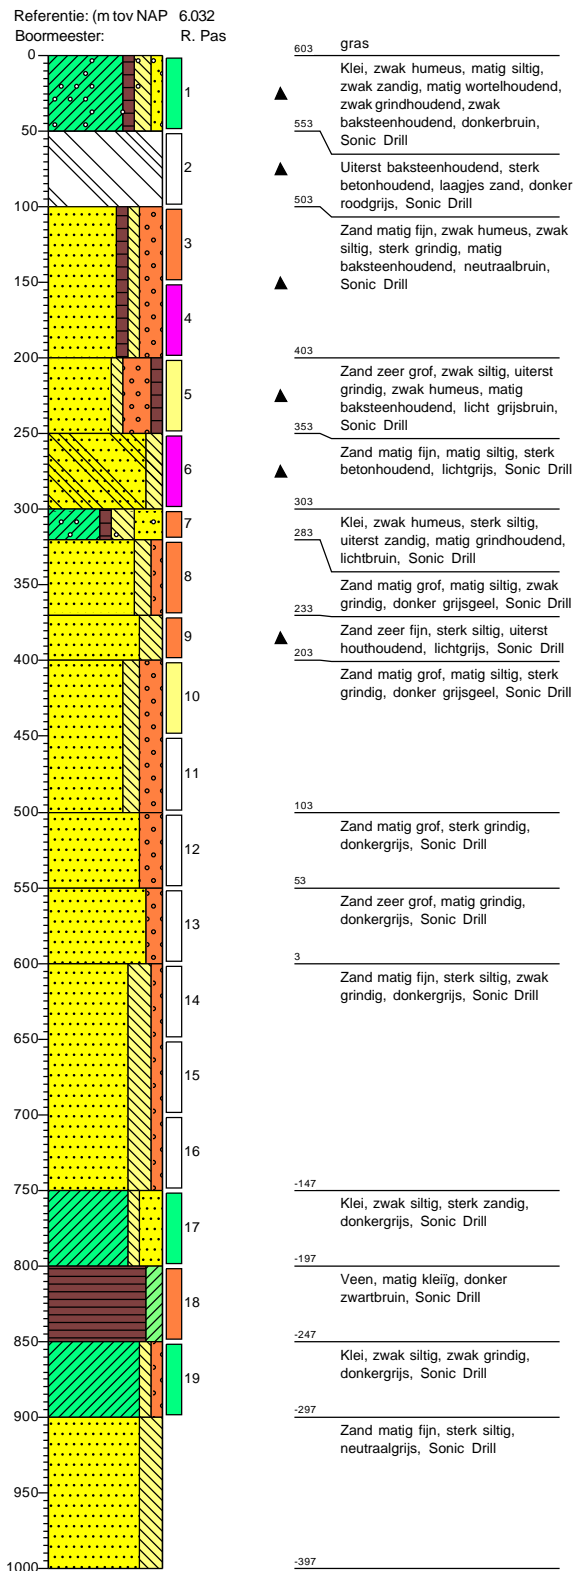 Referentie: (m tov NAP 6.032
Boormeester: R. Pas
0
50
100
150
200
250
300
350
400
450
500
550
600
650
700
750
800
850
900
950
1000
1
2
3
4
5
6
7
8
9
10
11
12
13
14
15
16
17
18
19
603
gras
Klei, zwak humeus, matig siltig,
zwak zandig, matig wortelhoudend,
zwak grindhoudend, zwak
baksteenhoudend, donkerbruin,
Sonic Drill
553
Uiterst baksteenhoudend, sterk
betonhoudend, laagjes zand, donker
roodgrijs, Sonic Drill
503
Zand matig fijn, zwak humeus, zwak
siltig, sterk grindig, matig
baksteenhoudend, neutraalbruin,
Sonic Drill
403
Zand zeer grof, zwak siltig, uiterst
grindig, zwak humeus, matig
baksteenhoudend, licht grijsbruin,
Sonic Drill
353
Zand matig fijn, matig siltig, sterk
betonhoudend, lichtgrijs, Sonic Drill
303
Klei, zwak humeus, sterk siltig,
uiterst zandig, matig grindhoudend,
lichtbruin, Sonic Drill
283
Zand matig grof, matig siltig, zwak
grindig, donker grijsgeel, Sonic Drill
233
Zand zeer fijn, sterk siltig, uiterst
houthoudend, lichtgrijs, Sonic Drill
203
Zand matig grof, matig siltig, sterk
grindig, donker grijsgeel, Sonic Drill
103
Zand matig grof, sterk grindig,
donkergrijs, Sonic Drill
53
Zand zeer grof, matig grindig,
donkergrijs, Sonic Drill
3
Zand matig fijn, sterk siltig, zwak
grindig, donkergrijs, Sonic Drill
-147
Klei, zwak siltig, sterk zandig,
donkergrijs, Sonic Drill
-197
Veen, matig kleiïg, donker
zwartbruin, Sonic Drill
-247
Klei, zwak siltig, zwak grindig,
donkergrijs, Sonic Drill
-297
Zand matig fijn, sterk siltig,
neutraalgrijs, Sonic Drill
-397